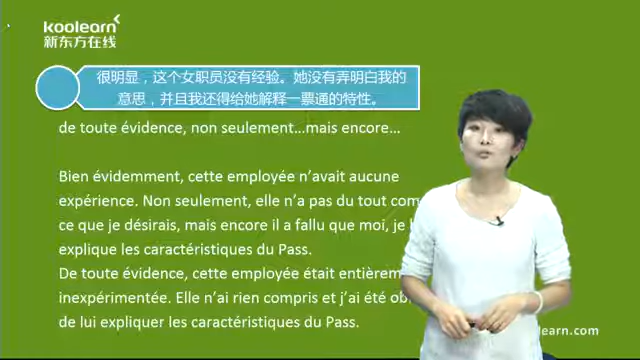 koolearn
新东方在线
很明显，这个女职员没有经验。她没有弄明白我的
意思，并且我还得给她解释一票通的特性。
de toute évidence, non seulement…mais encore…
Bien évidemment, cette employée n’avait aucune
expérience. Non seulement, elle n’a pas du tout com
ce que je désirais, mais encore il a fallu que moi, je
explique les caractéristiques du Pass.
De toute évidence, cette employée était entièrem
inexpérimentée. Elle n’ai rien compris et j’ai été ob
de lui expliquer les caractéristiques du Pass.
learn.com